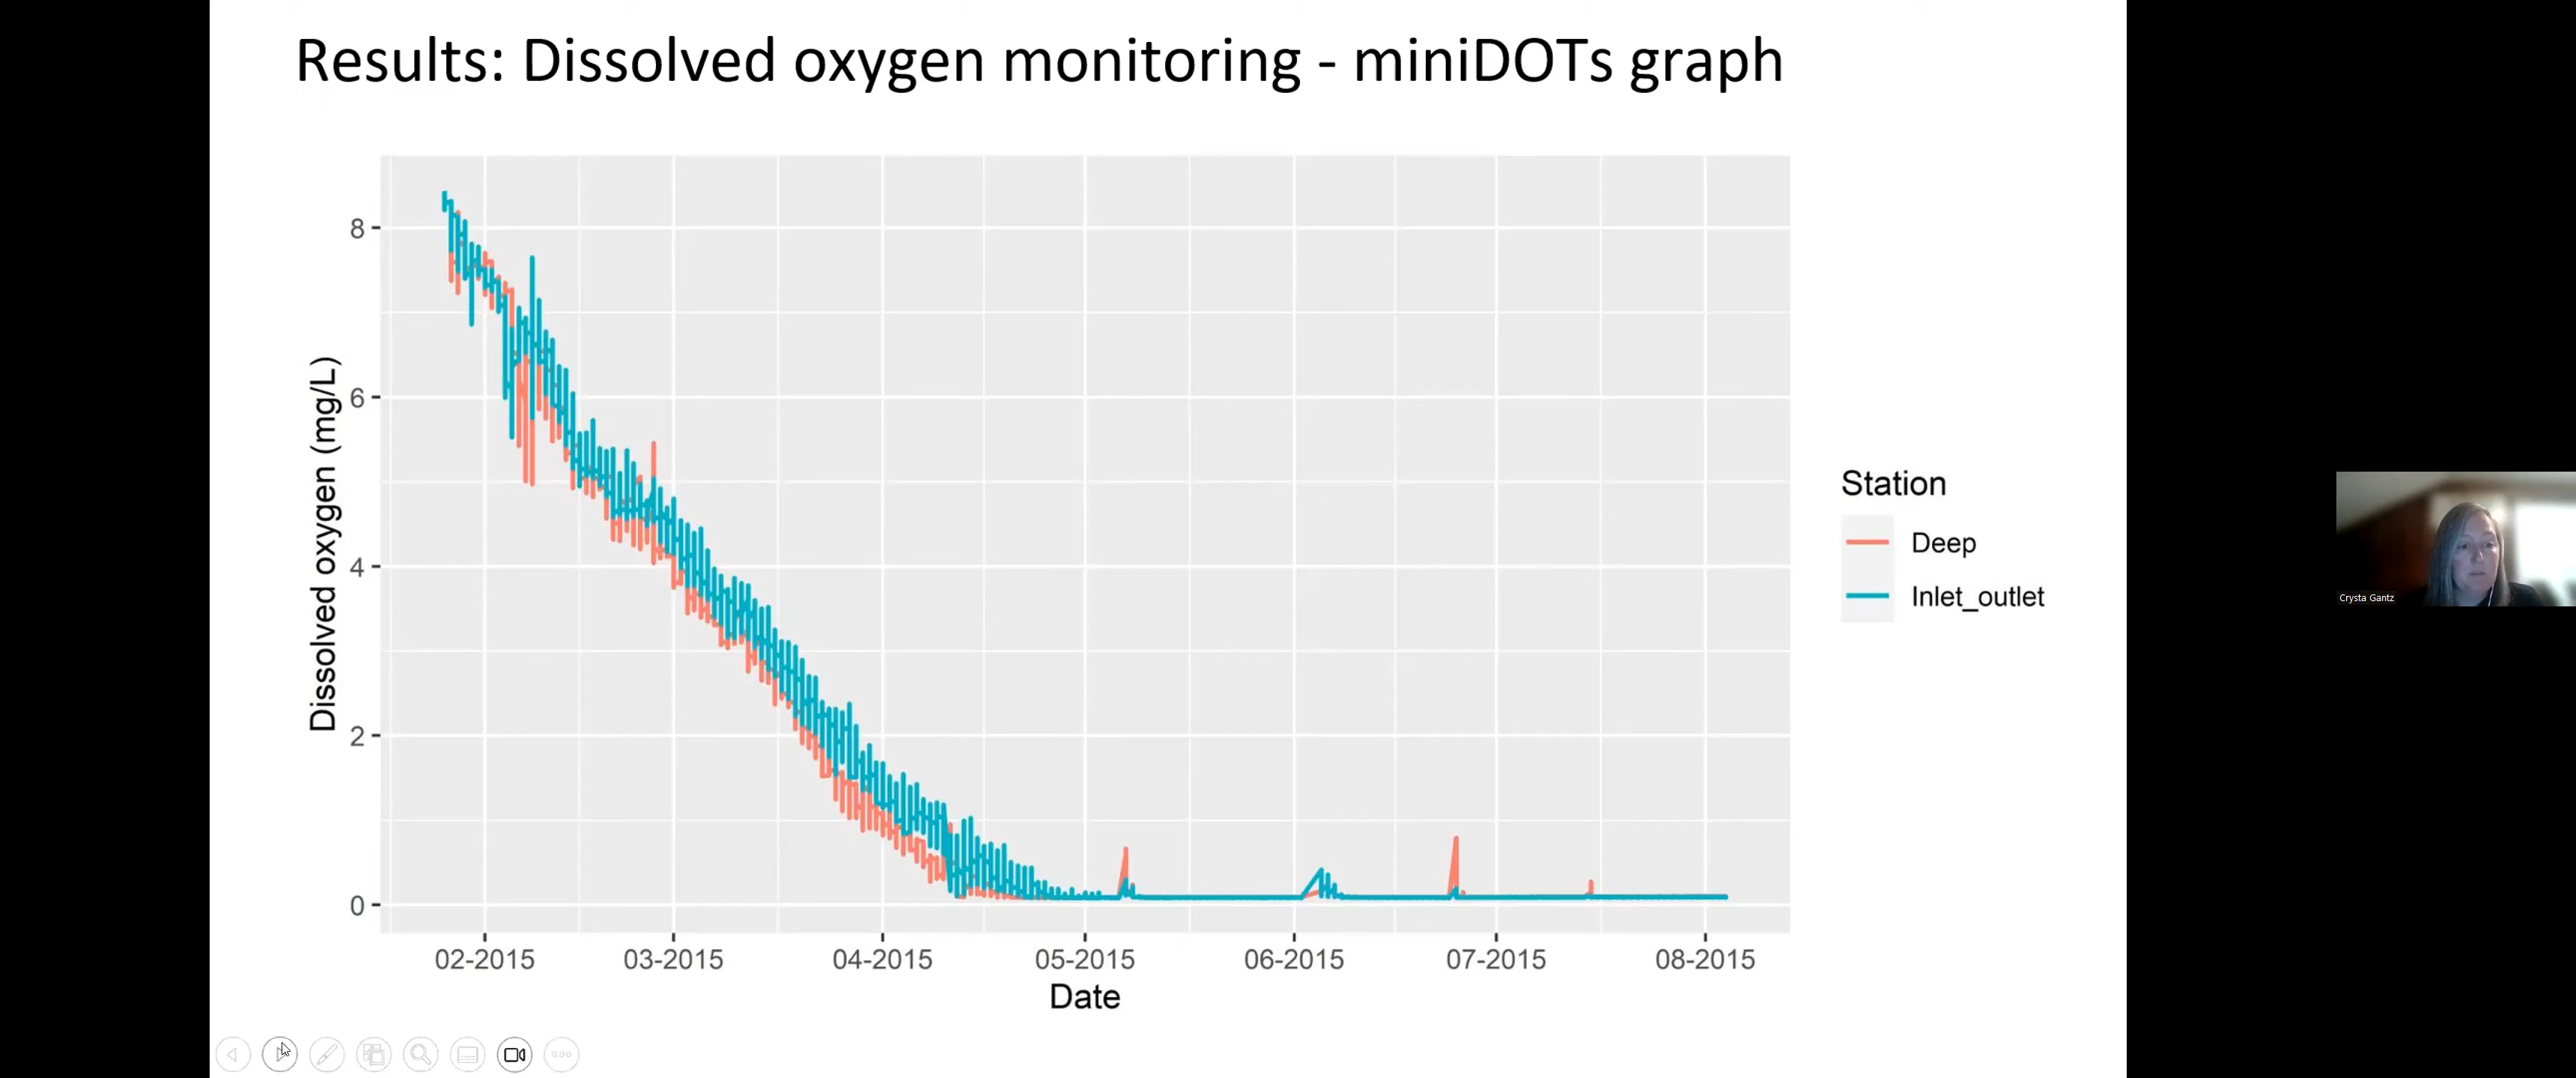 Results: Dissolved oxygen monitoring - miniDOTs graph
Dissolved oxygen (mg/L)
8
6
4
2
0
02-2015
03-2015
04-2015
05-2015
06-2015
07-2015
08-2015
Date
Station
Deep
Inlet_outlet
Crysta Gantz